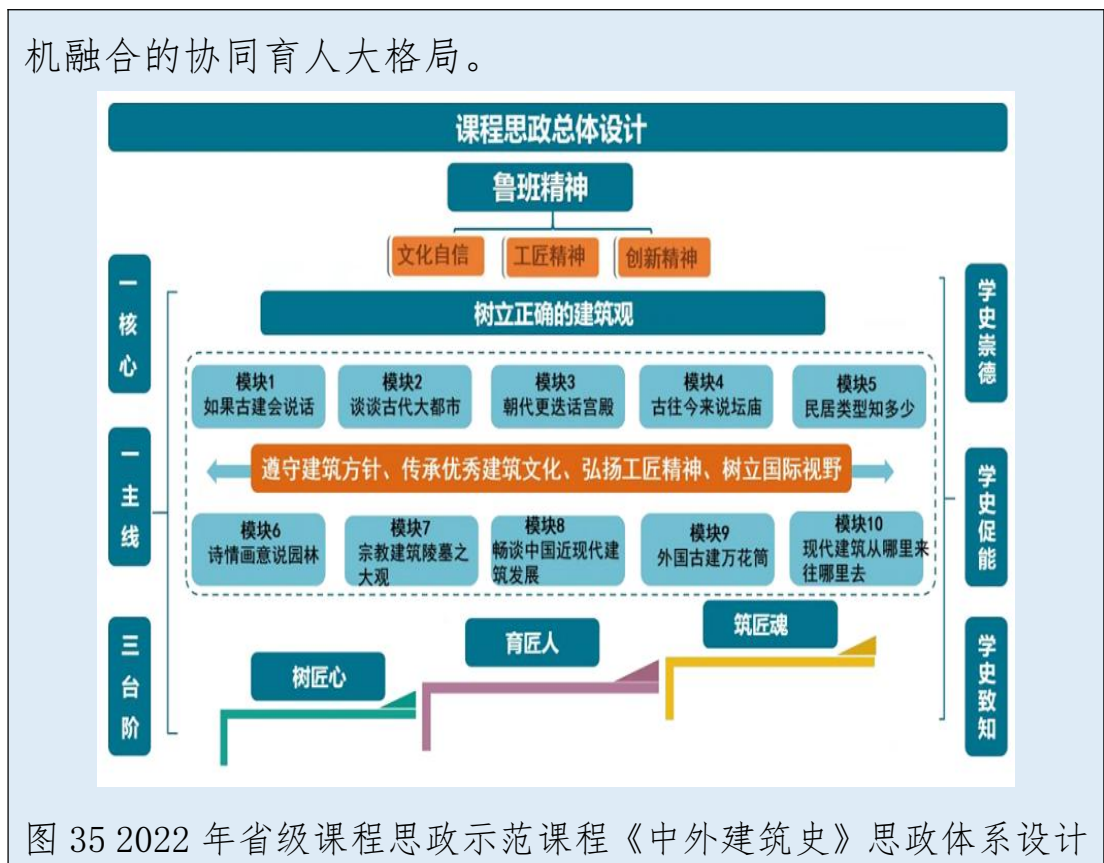 机融合的协同育人大格局。
课程思政总体设计
鲁班精神
文化自信
工匠精神
创新精神
一核心
学史崇德
树立正确的建筑观
模块1
如果古建会说话
模块2
谈谈古代大都市
模块3
朝代更迭话宫殿
模块4
古往今来说坛庙
模块5
民居类型知多少
一主线
学史促能
遵守建筑方针、传承优秀建筑文化、弘扬工匠精神、树立国际视野
模块6
诗情画意说园林
模块7
宗教建筑陵墓之
大观
模块8
畅谈中国近现代建
筑发展
模块9
外国古建万花筒
模块10
现代建筑从哪里来
往哪里去
三台阶
学史致知
树匠心
育匠人
筑匠魂
图 35 2022 年省级课程思政示范课程《中外建筑史》思政体系设计